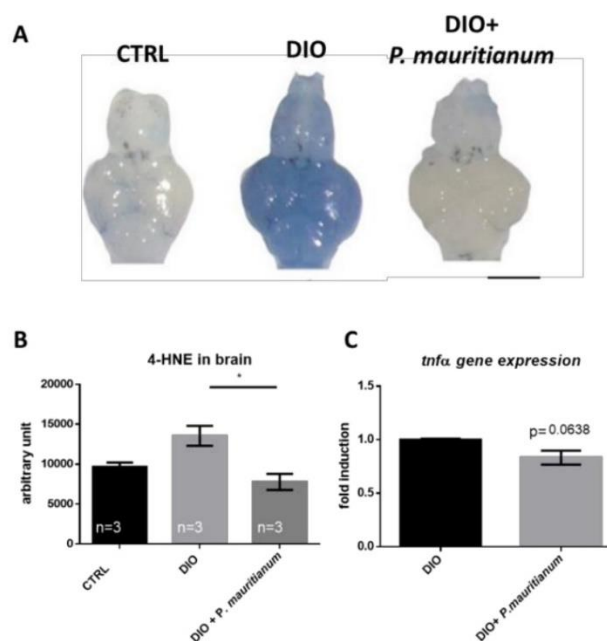 A
CTRL
DIO
DIO+
P. mauritianum
B
4-HNE in brain
*
20000
15000
10000
5000
0
arbitrary unit
n=3
n=3
n=3
CTRL
DIO
DIO + P. mauritianum
C
tnfα gene expression
1.5
1.0
0.5
0.0
fold induction
p= 0.0638
DIO
DIO+ P.mauritianum